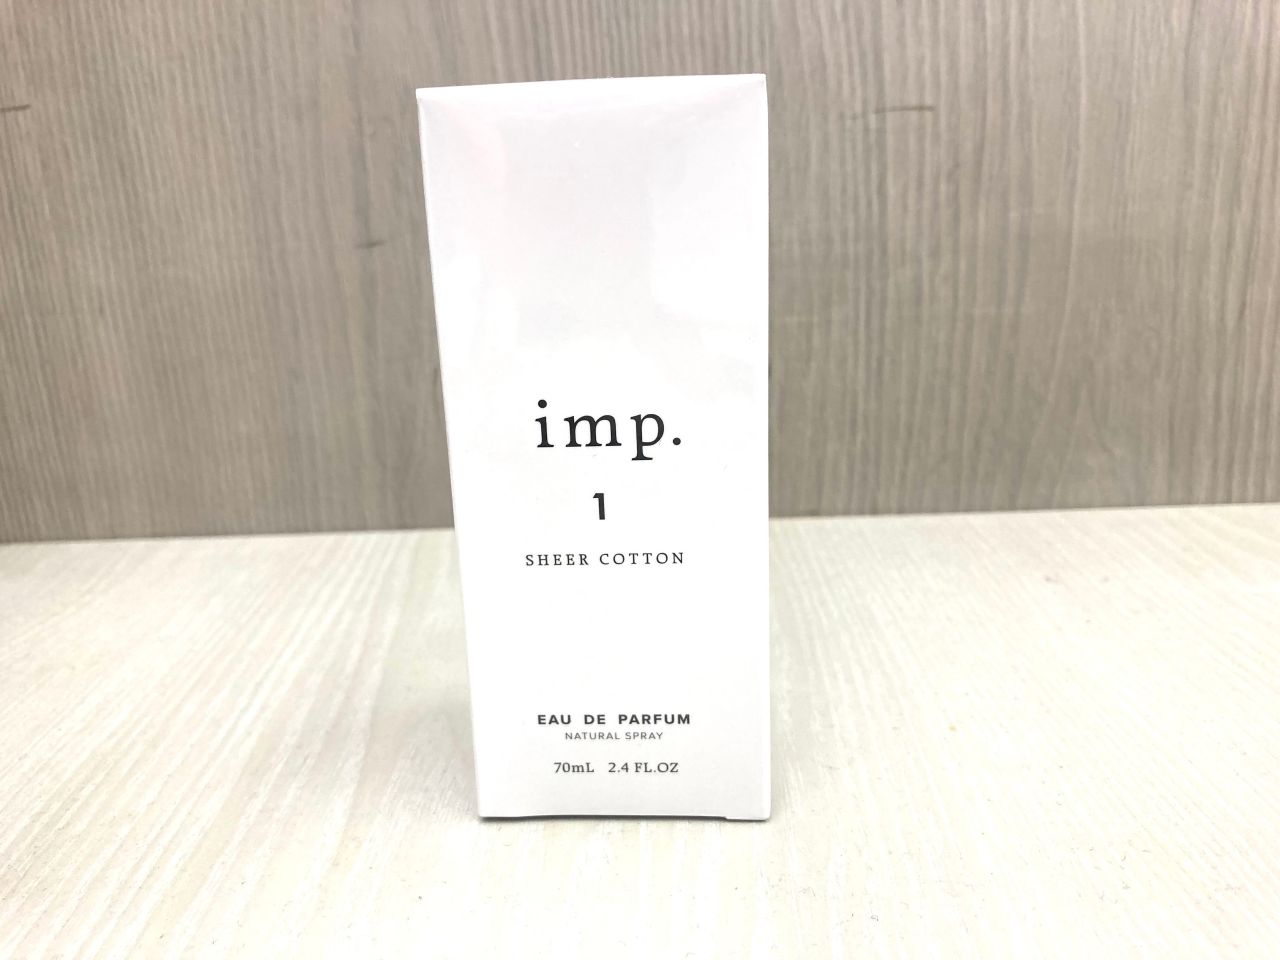 imp.
1
SHEER COTTON
EAU DE PARFUM
NATURAL SPRAY
70mL 2.4 FL.OZ